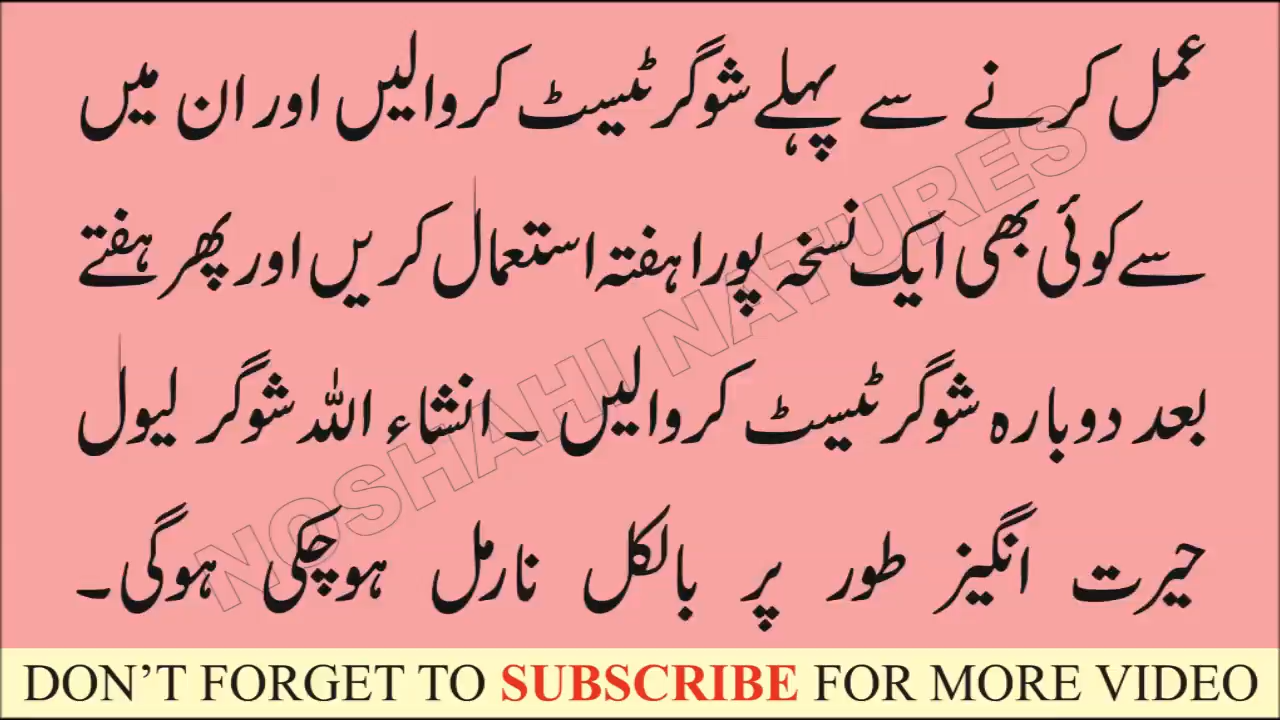 عمل کرنے سے پہلے شوگر ٹیسٹ کروالیں اور ان میں
سے کوئی بھی ایک نسخہ پورا ہفتہ استعمال کریں اور پھر ہفتے
بعد دوبارہ شوگر ٹیسٹ کروالیں ۔ انشاء اللہ شوگر لیول
حیرت انگیز طور پر بالکل نارمل ہوچکی ہوگی ۔
NOSHAHI NATURES
DON'T FORGET TO SUBSCRIBE FOR MORE VIDEO